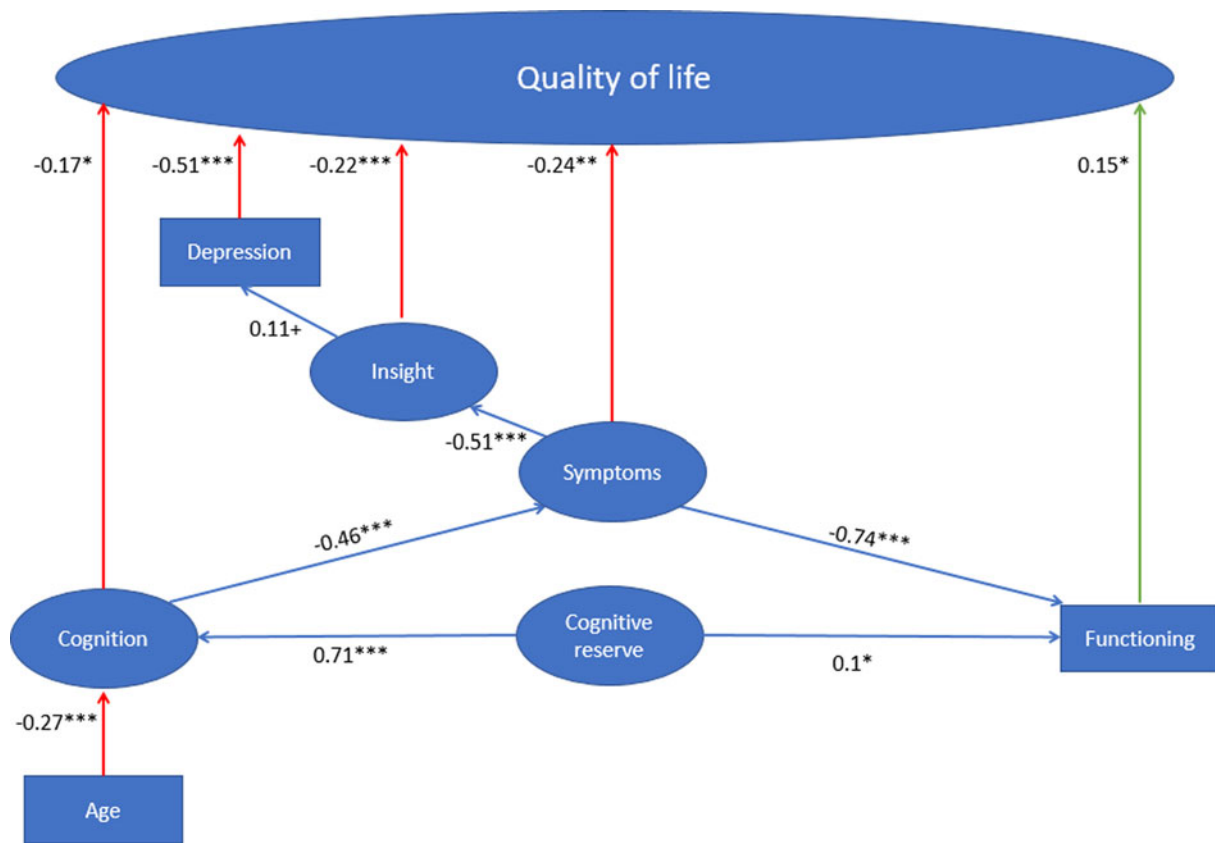 Quality of life
-0.17*
-0.51***
-0.22***
-0.24**
0.15*
Depression
0.11+
Insight
-0.51***
Symptoms
-0.46***
-0.74***
Cognition
Cognitive
reserve
Functioning
0.71***
0.1*
-0.27***
Age